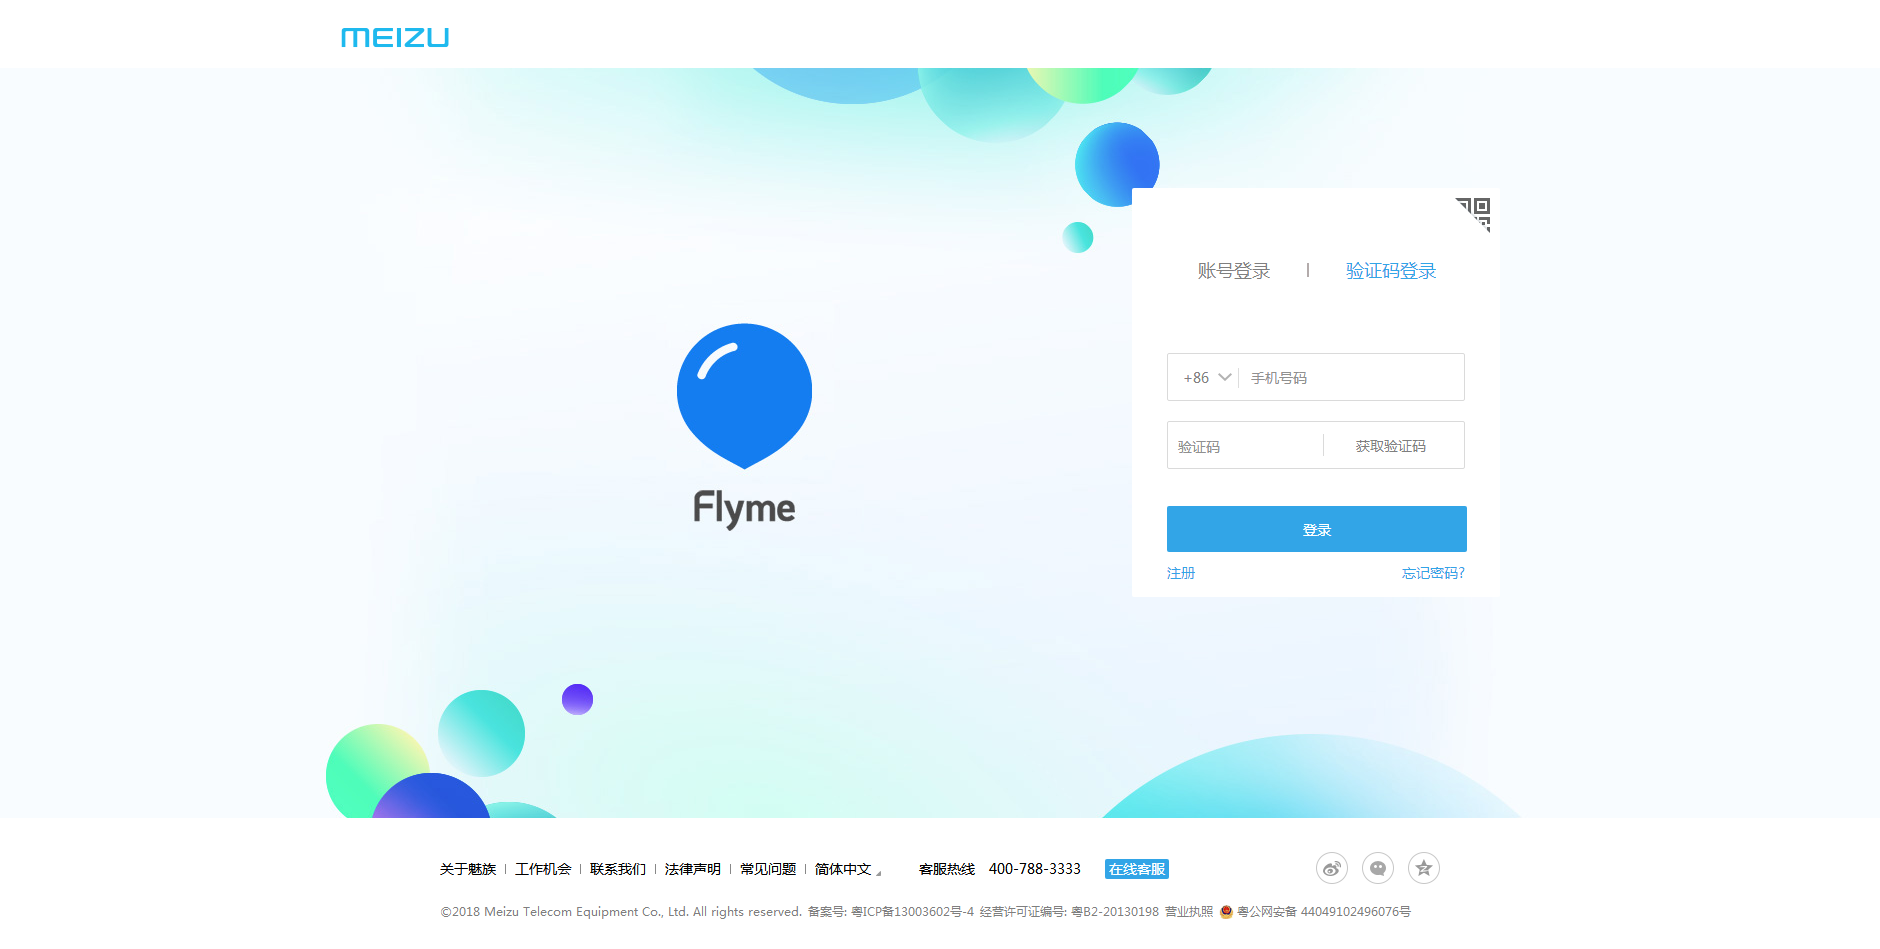 MEIZU
账号登录 | 验证码登录
+86 手机号码
验证码 获取验证码
Flyme
登录
注册 忘记密码?
关于魅族 | 工作机会 | 联系我们 | 法律声明 | 常见问题 | 简体中文 客服热线 400-788-3333 在线客服
©2018 Meizu Telecom Equipment Co., Ltd. All rights reserved. 备案号: 粤ICP备13003602号-4 经营许可证编号: 粤B2-20130198 营业执照 粤公网安备 44049102496076号